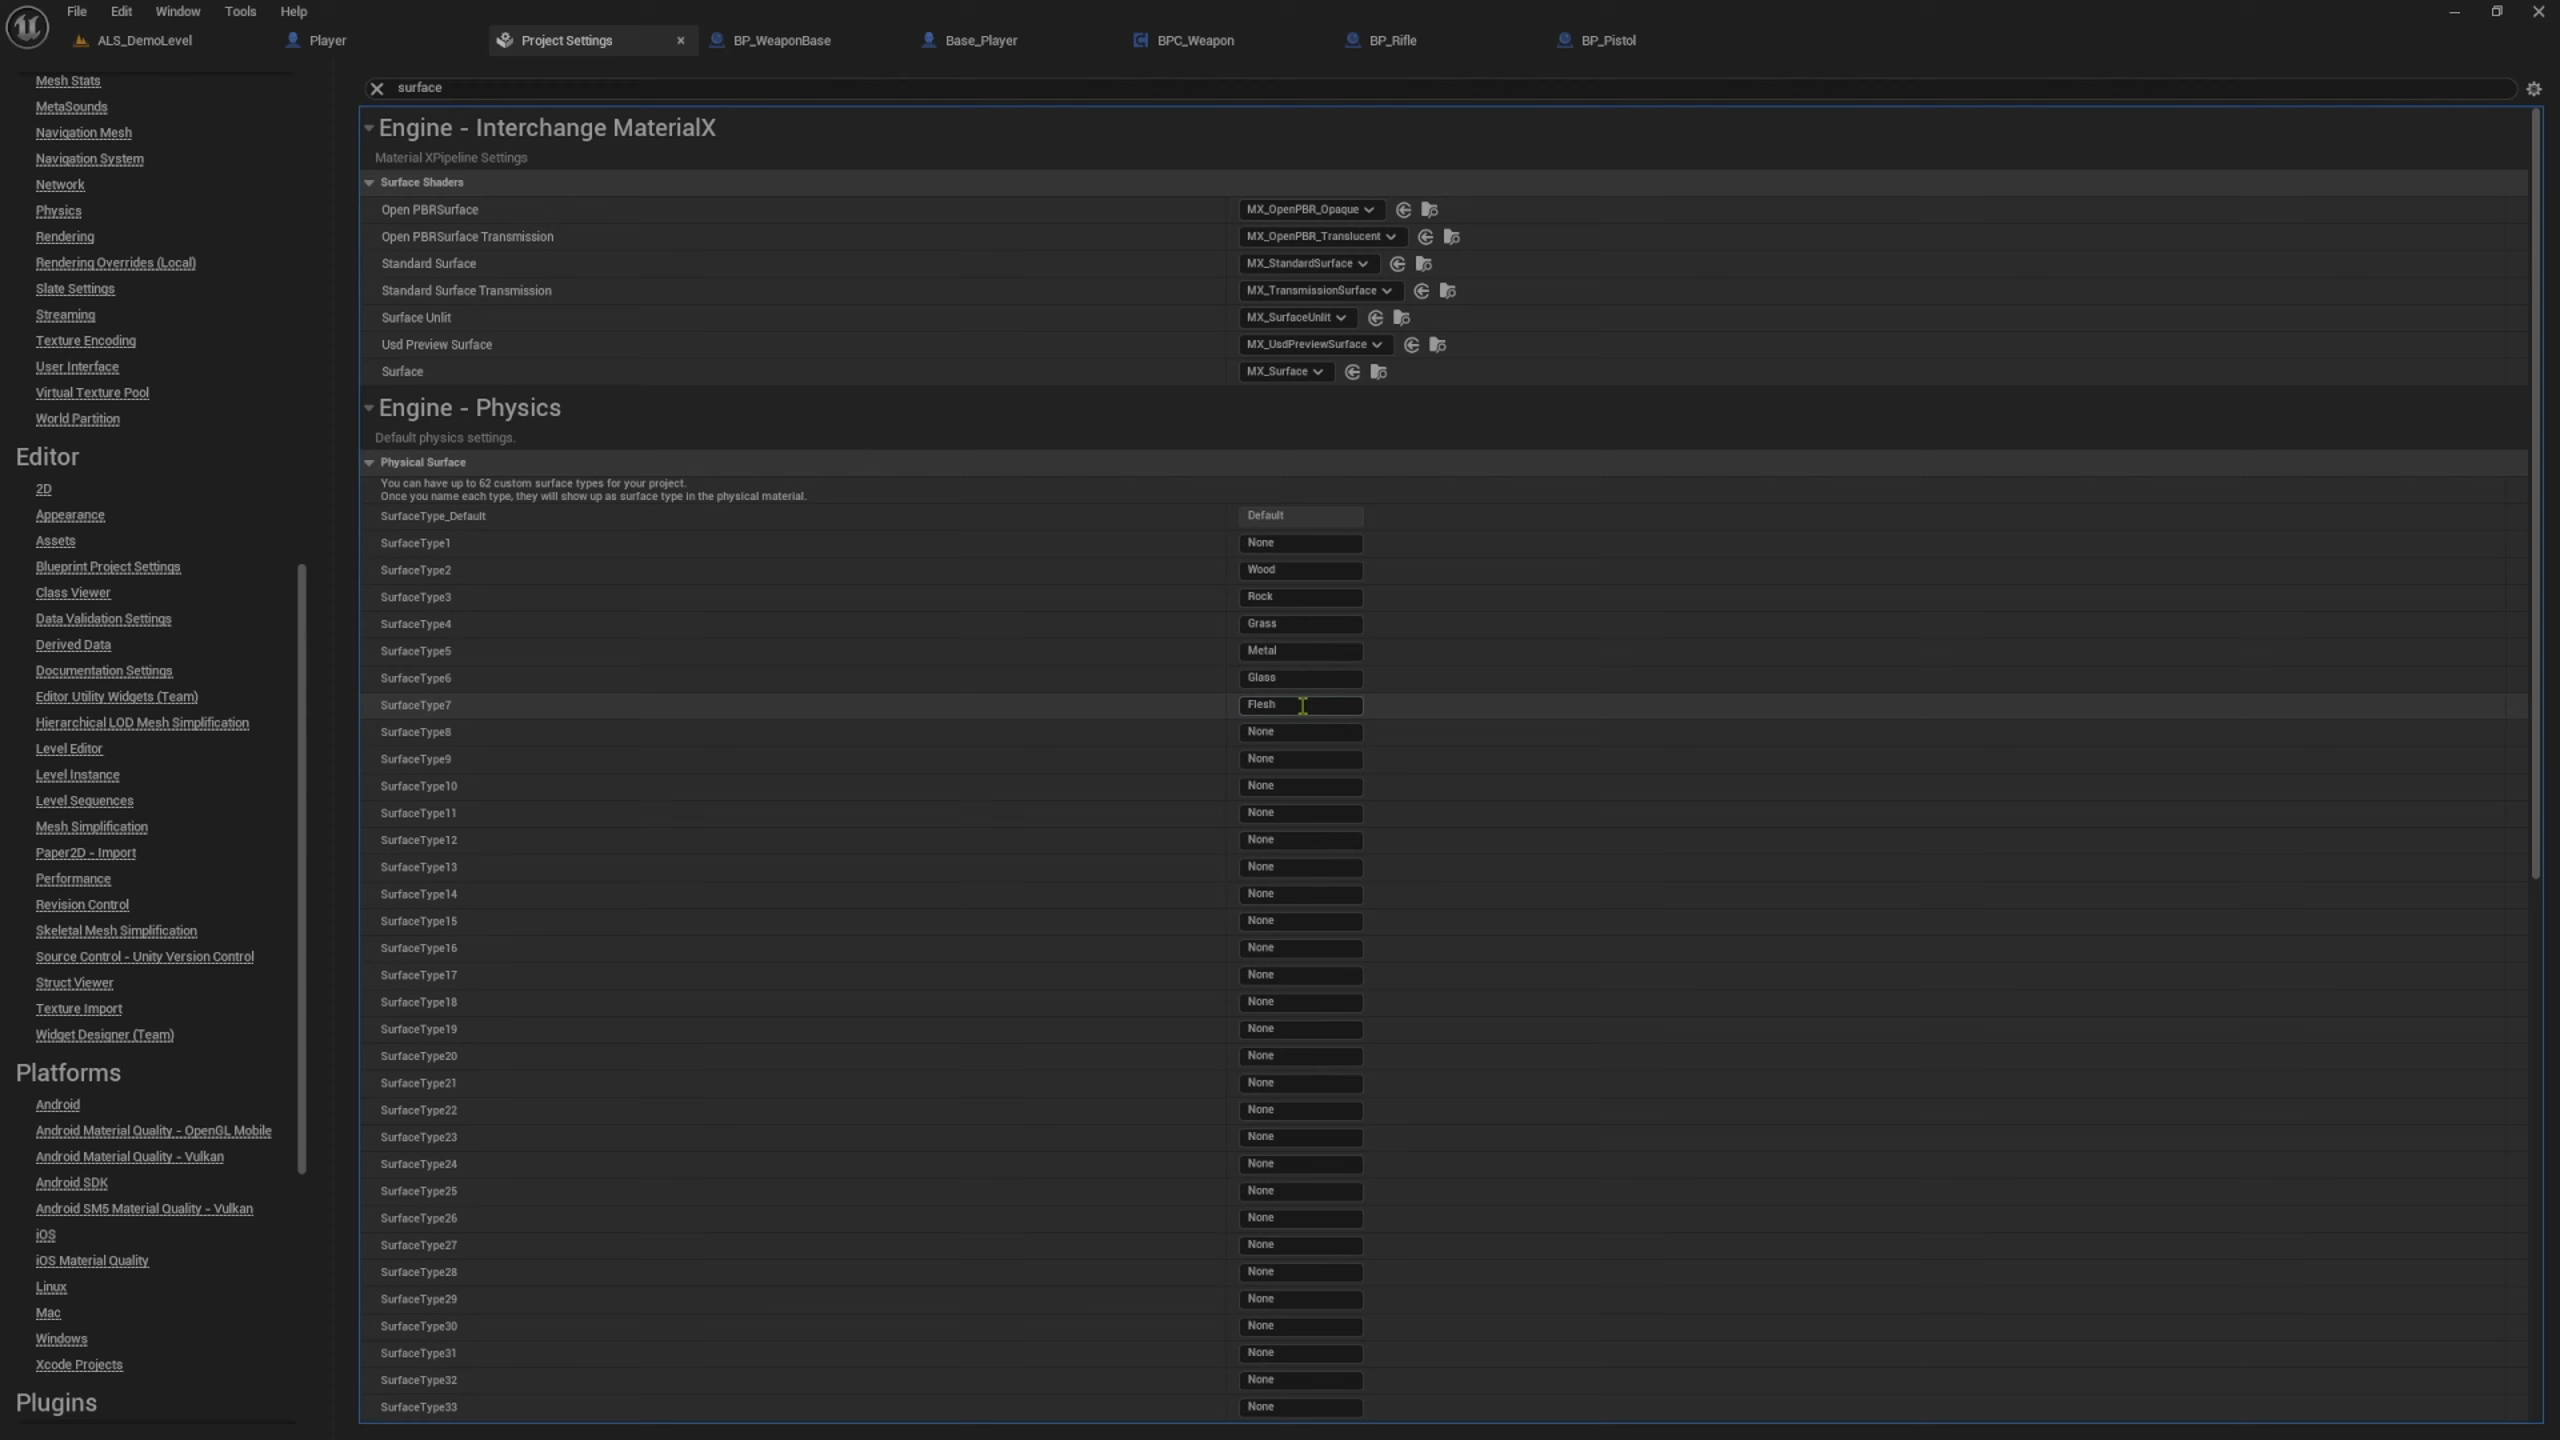 File Edit Window Tools Help
ALS_DemoLevel Player Project Settings BP_WeaponBase Base_Player BPC_Weapon BP_Rifle BP_Pistol
Mesh Stats
MetaSounds
Navigation Mesh
Navigation System
Network
Physics
Rendering
Rendering Overrides (Local)
Slate Settings
Streaming
Texture Encoding
User Interface
Virtual Texture Pool
World Partition
Editor
2D
Appearance
Assets
Blueprint Project Settings
Class Viewer
Data Validation Settings
Derived Data
Documentation Settings
Editor Utility Widgets (Team)
Hierarchical LOD Mesh Simplification
Level Editor
Level Instance
Level Sequences
Mesh Simplification
Paper2D - Import
Performance
Revision Control
Skeletal Mesh Simplification
Source Control - Unity Version Control
Struct Viewer
Texture Import
Widget Designer (Team)
Platforms
Android
Android Material Quality - OpenGL Mobile
Android Material Quality - Vulkan
Android SDK
Android SM5 Material Quality - Vulkan
iOS
iOS Material Quality
Linux
Mac
Windows
Xcode Projects
Plugins
surface
Engine - Interchange MaterialX
Material XPipeline Settings
Surface Shaders
Open PBRSurface MX_OpenPBR_Opaque
Open PBRSurface Transmission MX_OpenPBR_Translucent
Standard Surface MX_StandardSurface
Standard Surface Transmission MX_TransmissionSurface
Surface Unlit MX_SurfaceUnlit
Usd Preview Surface MX_UsdPreviewSurface
Surface MX_Surface
Engine - Physics
Default physics settings.
Physical Surface
You can have up to 62 custom surface types for your project.
Once you name each type, they will show up as surface type in the physical material.
SurfaceType_Default Default
SurfaceType1 None
SurfaceType2 Wood
SurfaceType3 Rock
SurfaceType4 Grass
SurfaceType5 Metal
SurfaceType6 Glass
SurfaceType7 Flesh
SurfaceType8 None
SurfaceType9 None
SurfaceType10 None
SurfaceType11 None
SurfaceType12 None
SurfaceType13 None
SurfaceType14 None
SurfaceType15 None
SurfaceType16 None
SurfaceType17 None
SurfaceType18 None
SurfaceType19 None
SurfaceType20 None
SurfaceType21 None
SurfaceType22 None
SurfaceType23 None
SurfaceType24 None
SurfaceType25 None
SurfaceType26 None
SurfaceType27 None
SurfaceType28 None
SurfaceType29 None
SurfaceType30 None
SurfaceType31 None
SurfaceType32 None
SurfaceType33 None